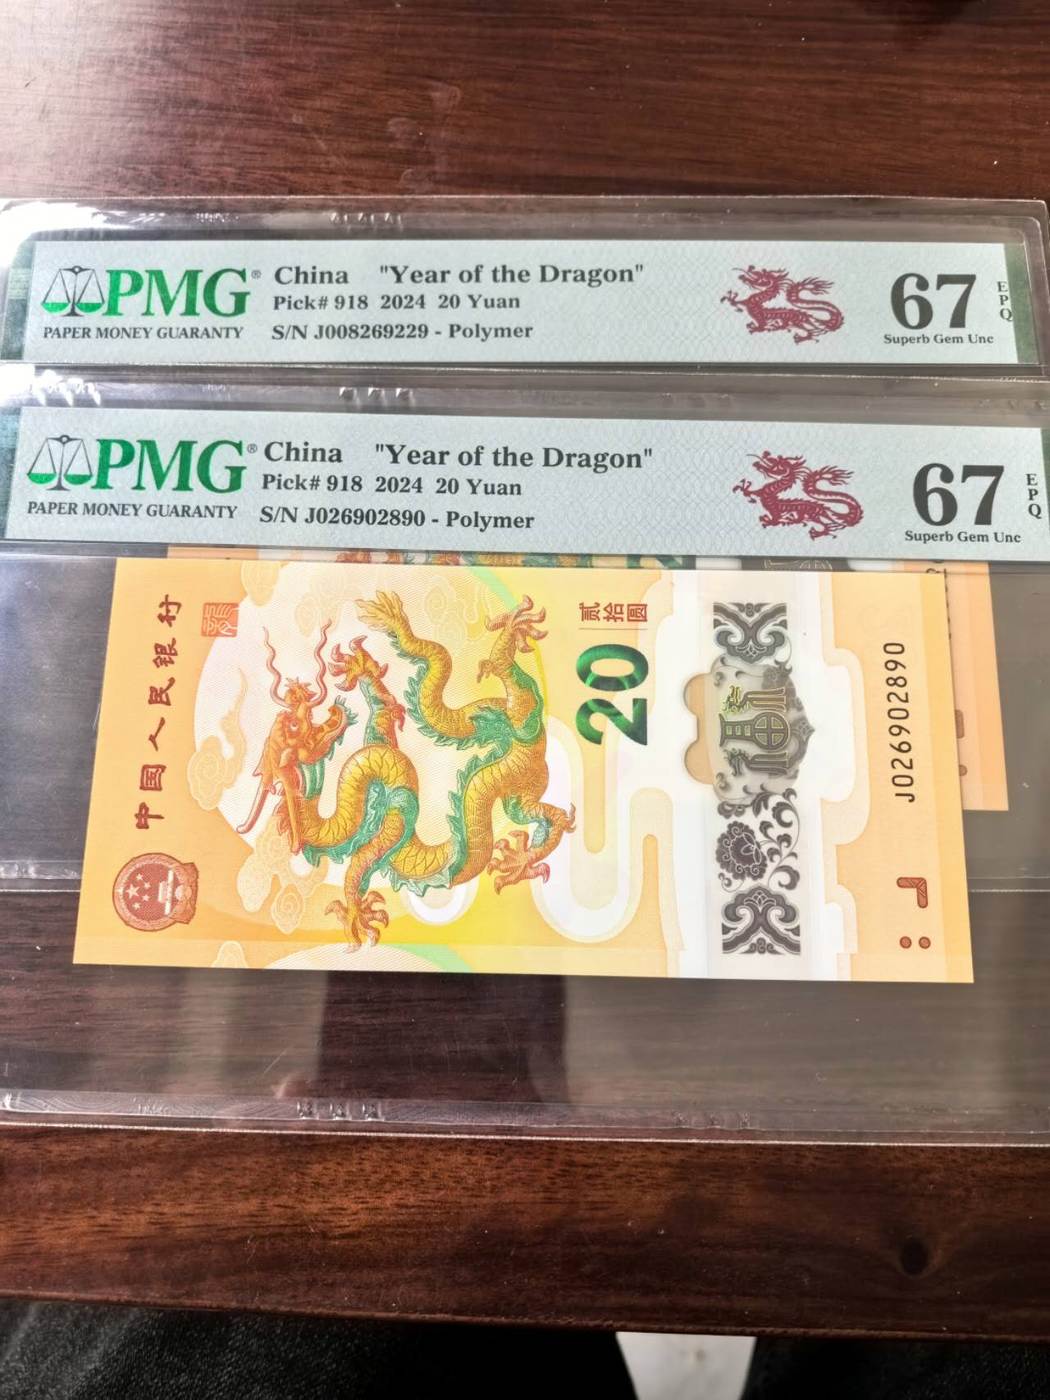 PMG®
PAPER MONEY GUARANTY
China "Year of the Dragon"
Pick# 918 2024 20 Yuan
S/N J008269229 - Polymer
67
EPQ
Superb Gem Unc
PMG®
PAPER MONEY GUARANTY
China "Year of the Dragon"
Pick# 918 2024 20 Yuan
S/N J026902890 - Polymer
67
EPQ
Superb Gem Unc
中国人民银行
贰拾圆
20
J026902890